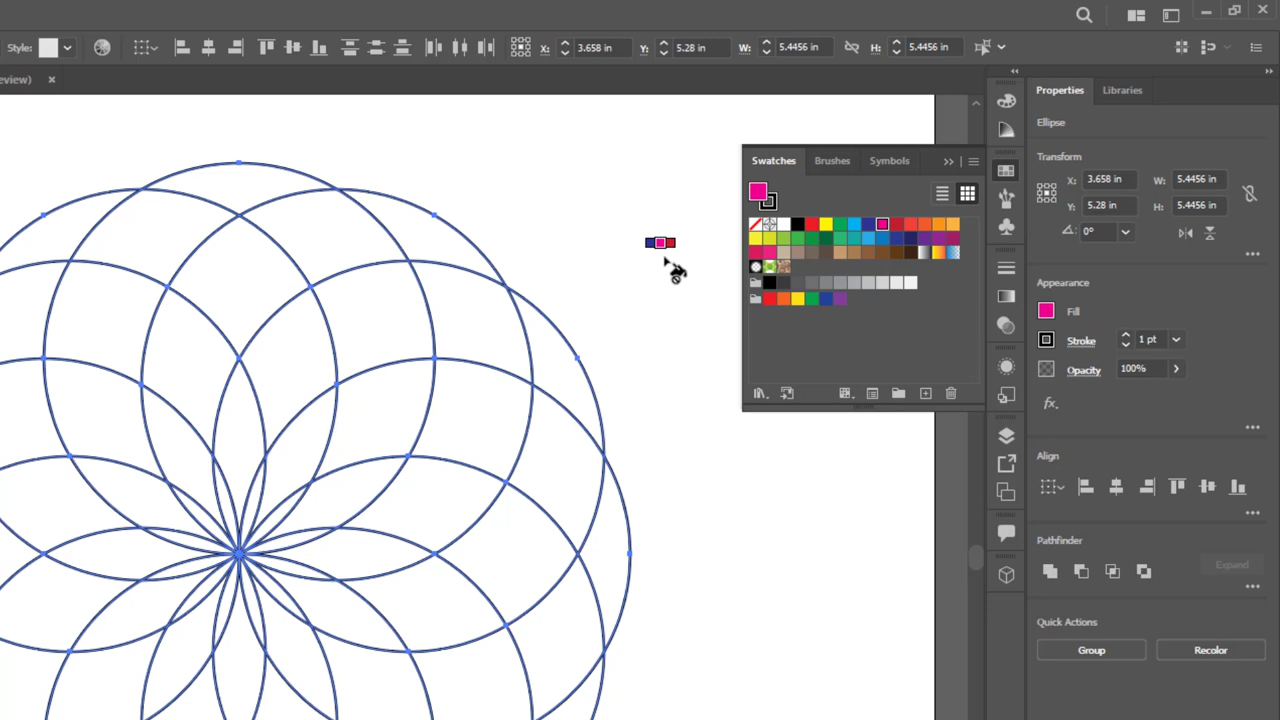 Style:
X:
3.658 in
Y:
5.28 in
W:
5.4456 in
H:
5.4456 in
eview)
Properties
Libraries
Ellipse
Transform
X:
3.658 in
W:
5.4456 in
Y:
5.28 in
H:
5.4456 in
0°
Swatches
Brushes
Symbols
Appearance
Fill
Stroke
1 pt
Opacity
100%
fx.
Align
Pathfinder
Expand
Quick Actions
Group
Recolor